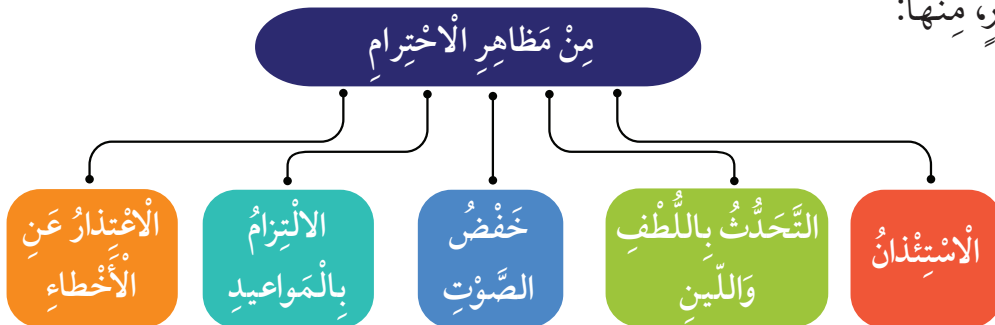 مِنْهَا:
مِنْ مَظاهِرِ الْاحْتِرامِ
الْاسْتِئْذانُ
التَّحَدُّثُ بِاللُّطْفِ
وَاللّينِ
خَفْضُ
الصَّوْتِ
الالْتِزامُ
بِالْمَواعيدِ
الْاعْتِذارُ عَنِ
الْأَخْطاءِ